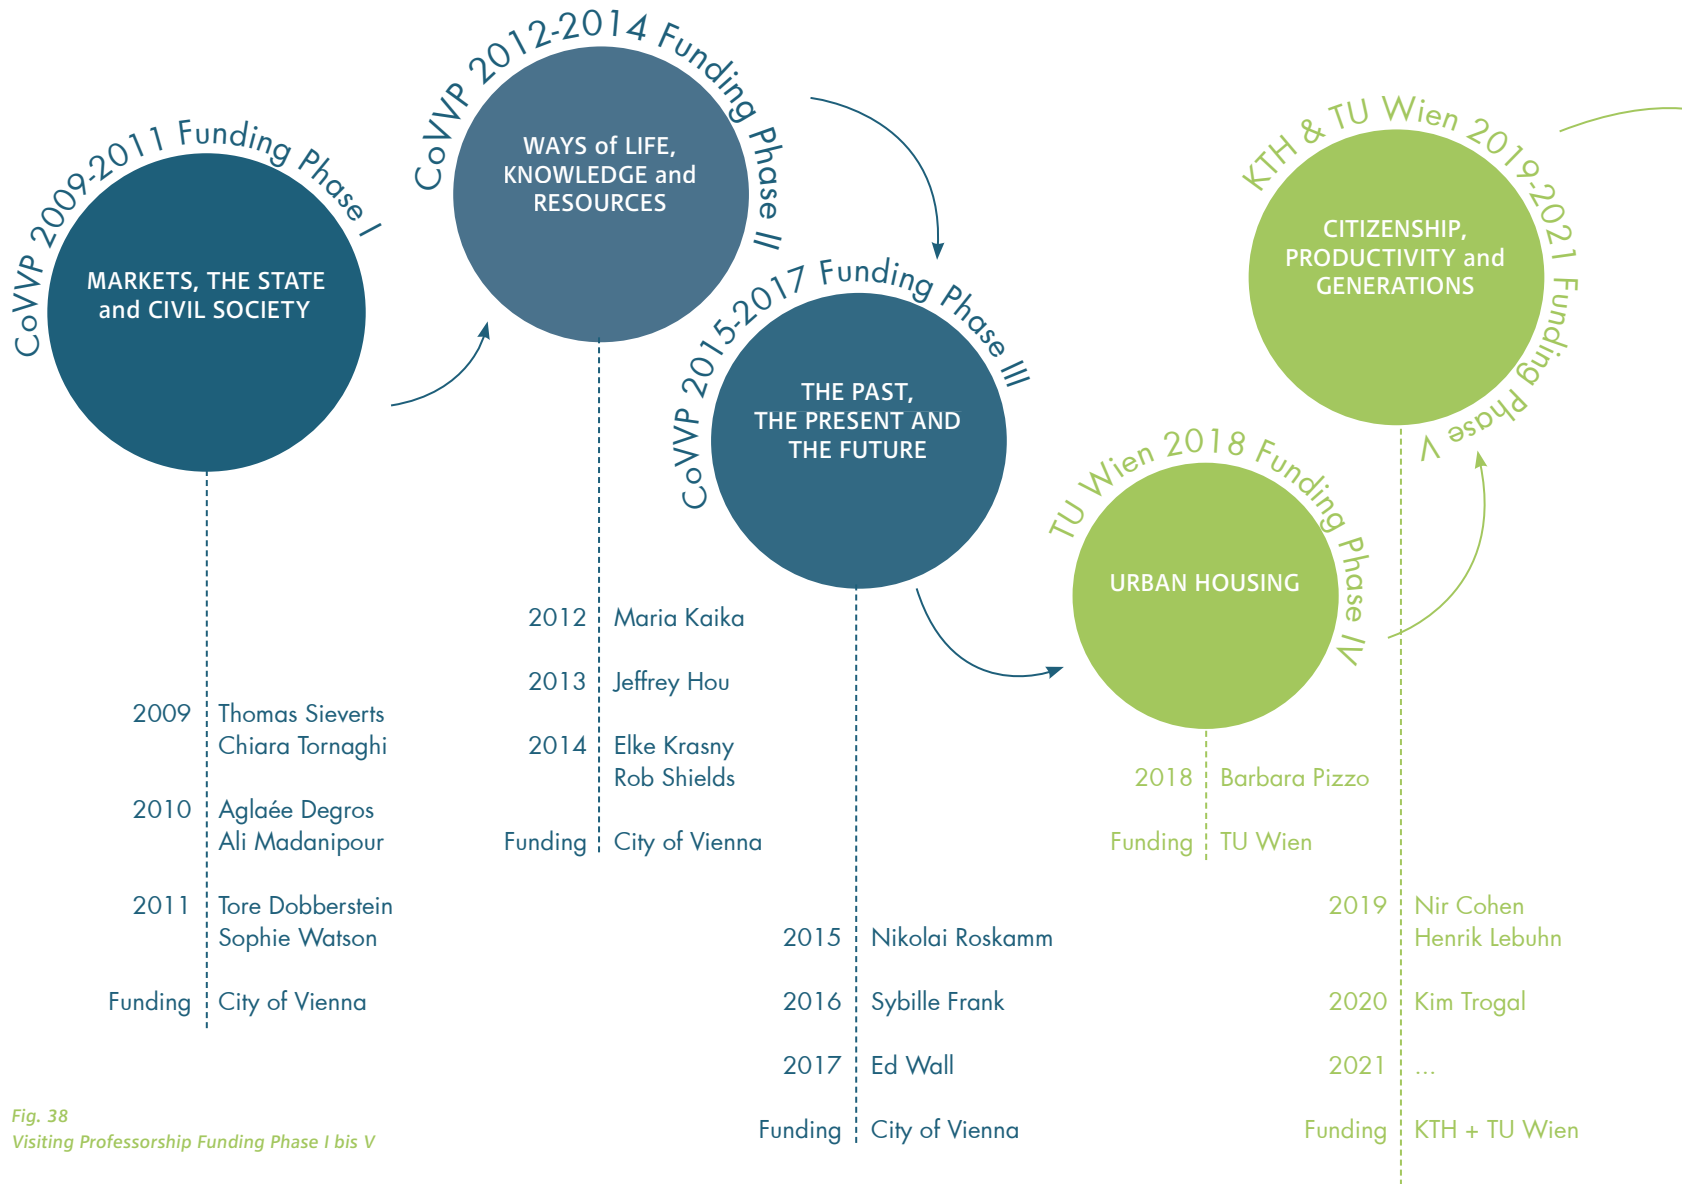 CoVVP 2009-2011 Funding Phase I
MARKETS, THE STATE
and CIVIL SOCIETY
2009 Thomas Sieverts
Chiara Tornaghi
2010 Aglaée Degros
Ali Madanipour
2011 Tore Dobberstein
Sophie Watson
Funding City of Vienna
CoVVP 2012-2014 Funding Phase II
WAYS of LIFE,
KNOWLEDGE and
RESOURCES
2012 Maria Kaika
2013 Jeffrey Hou
2014 Elke Krasny
Rob Shields
Funding City of Vienna
CoVVP 2015-2017 Funding Phase III
THE PAST,
THE PRESENT AND
THE FUTURE
2015 Nikolai Roskamm
2016 Sybille Frank
2017 Ed Wall
Funding City of Vienna
TU Wien 2018 Funding Phase IV
URBAN HOUSING
2018 Barbara Pizzo
Funding TU Wien
KTH & TU Wien 2019-2021 Funding Phase V
CITIZENSHIP,
PRODUCTIVITY and
GENERATIONS
2019 Nir Cohen
Henrik Lebuhn
2020 Kim Trogal
2021 ...
Funding KTH + TU Wien
Fig. 38
Visiting Professorship Funding Phase I bis V